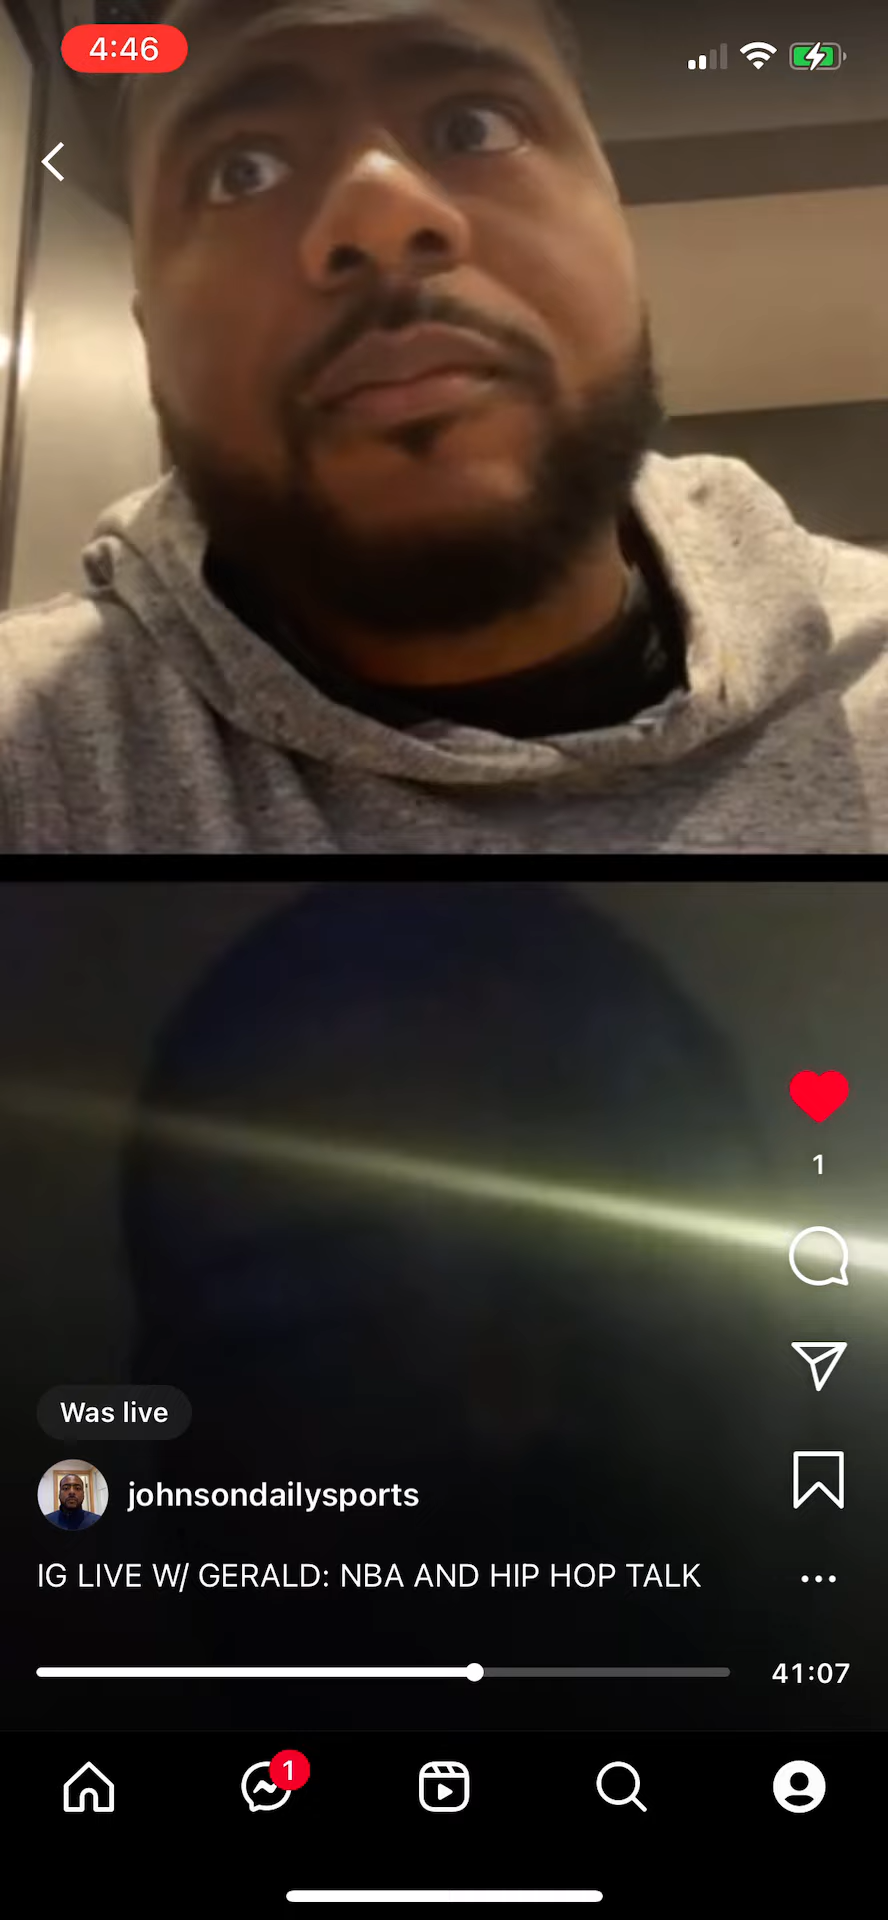 4:46
Was live
johnsondailysports
IG LIVE W/ GERALD: NBA AND HIP HOP TALK
1
41:07
1